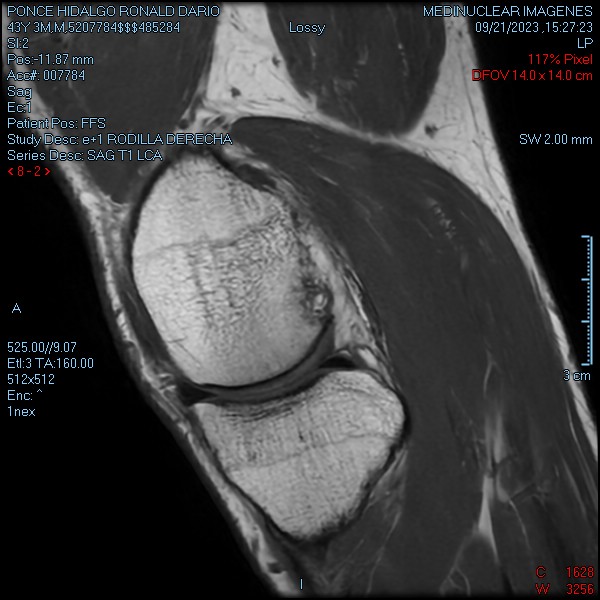 PONCE HIDALGO RONALD DARIO
43Y 3M,M,5207784$$$485284
Sl:2
Pos:-11.87 mm
Acc#: 007784
Sag
Ec:1
Patient Pos: FFS
Study Desc: e+1 RODILLA DERECHA
Series Desc: SAG T1 LCA
< 8 - 2 >
Lossy
MEDINUCLEAR IMAGENES
09/21/2023 ,15:27:23
LP
117% Pixel
DFOV 14.0 x 14.0 cm
SW 2.00 mm
A
525.00//9.07
Etl:3 TA:160.00
512x512
Enc: ^
1nex
3 cm
I
C 1628
W 3256